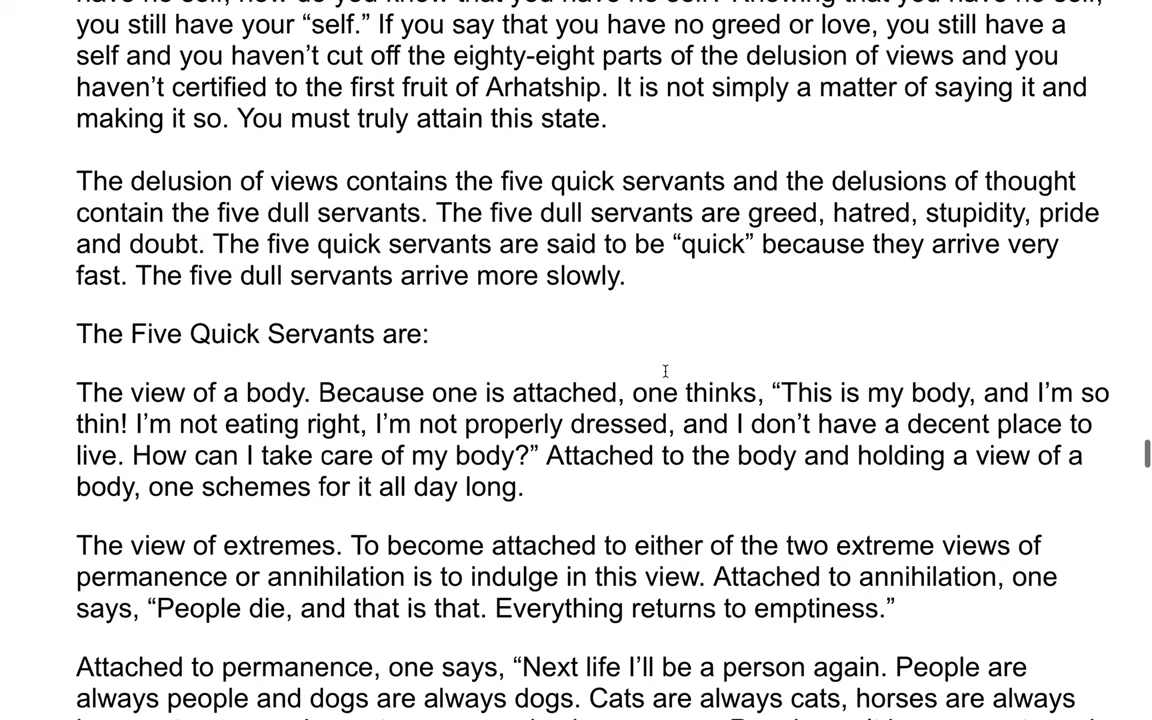 you still have your “self.” If you say that you have no greed or love, you still have a
self and you haven’t cut off the eighty-eight parts of the delusion of views and you
haven’t certified to the first fruit of Arhatship. It is not simply a matter of saying it and
making it so. You must truly attain this state.
The delusion of views contains the five quick servants and the delusions of thought
contain the five dull servants. The five dull servants are greed, hatred, stupidity, pride
and doubt. The five quick servants are said to be “quick” because they arrive very
fast. The five dull servants arrive more slowly.
The Five Quick Servants are:
The view of a body. Because one is attached, one thinks, “This is my body, and I’m so
thin! I’m not eating right, I’m not properly dressed, and I don’t have a decent place to
live. How can I take care of my body?” Attached to the body and holding a view of a
body, one schemes for it all day long.
The view of extremes. To become attached to either of the two extreme views of
permanence or annihilation is to indulge in this view. Attached to annihilation, one
says, “People die, and that is that. Everything returns to emptiness.”
Attached to permanence, one says, “Next life I’ll be a person again. People are
always people and dogs are always dogs. Cats are always cats, horses are always